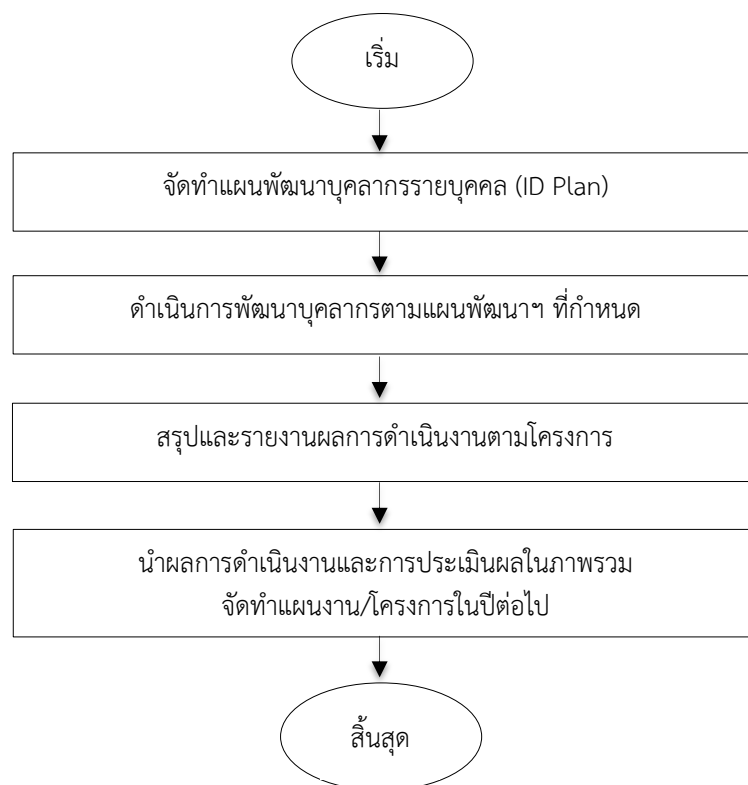 เริ่ม
จัดทำแผนพัฒนาบุคลากรรายบุคคล (ID Plan)
ดำเนินการพัฒนาบุคลากรตามแผนพัฒนาฯ ที่กำหนด
สรุปและรายงานผลการดำเนินงานตามโครงการ
นำผลการดำเนินงานและการประเมินผลในภาพรวม
จัดทำแผนงาน/โครงการในปีต่อไป
สิ้นสุด